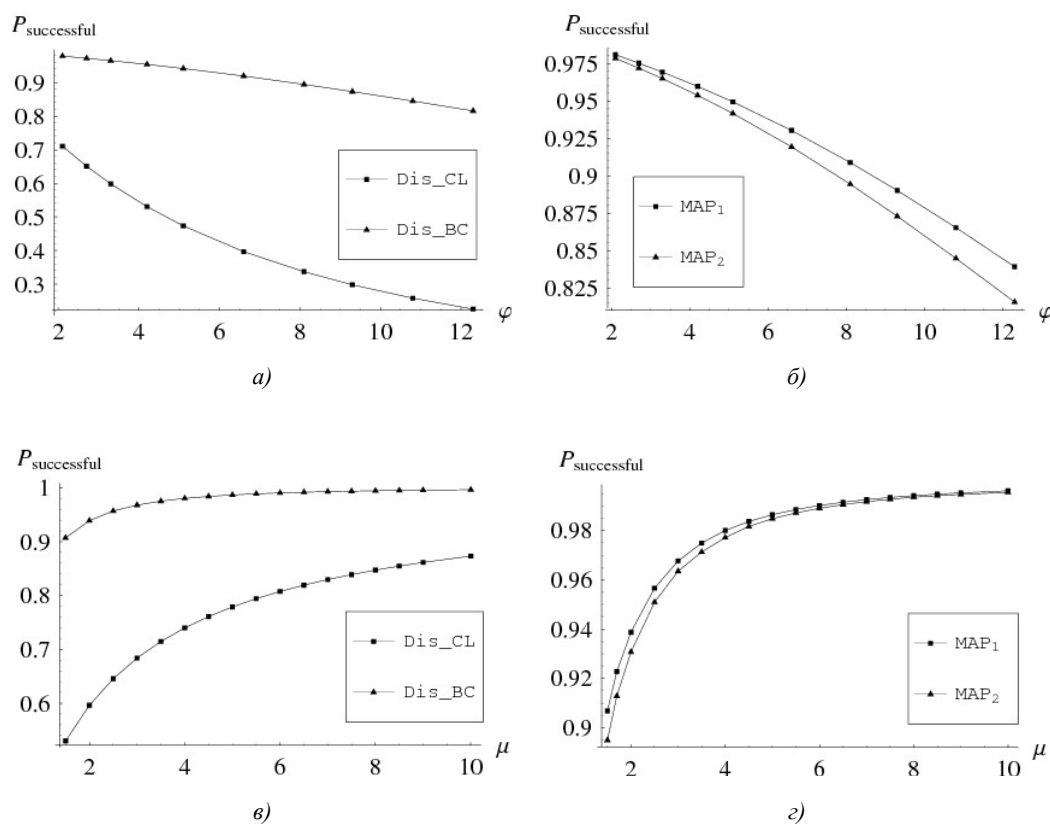 P successful
0.9
0.8
0.7
0.6
0.5
0.4
0.3
2 4 6 8 10 12 φ
Dis_CL
Dis_BC
а)
P successful
0.975
0.95
0.925
0.9
0.875
0.85
0.825
2 4 6 8 10 12 φ
MAP₁
MAP₂
б)
P successful
1
0.9
0.8
0.7
0.6
2 4 6 8 10 μ
Dis_CL
Dis_BC
в)
P successful
0.98
0.96
0.94
0.92
0.9
2 4 6 8 10 μ
MAP₁
MAP₂
г)